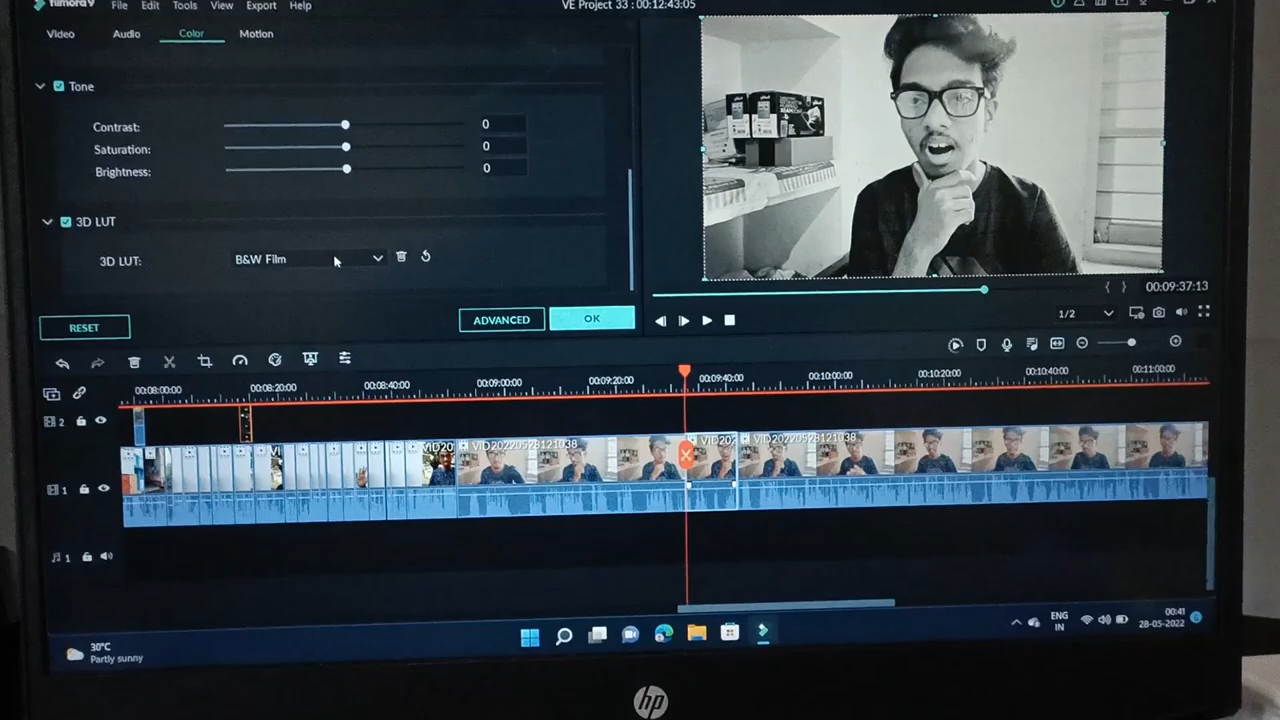 filmora9 File Edit Tools View Export Help VE Project 33 : 00:12:43:05
Video Audio Color Motion
Tone
Contrast: 0
Saturation: 0
Brightness: 0
3D LUT
3D LUT: B&W Film
00:09:37:13
1/2
RESET ADVANCED OK
00:08:00:00 00:08:20:00 00:08:40:00 00:09:00:00 00:09:20:00 00:09:40:00 00:10:00:00 00:10:20:00 00:10:40:00 00:11:00:00
2
VID20 VID20220528121038 VID202 VID20220528121038
1
1
30°C
Partly sunny
ENG
IN
00:41
28-05-2022
hp